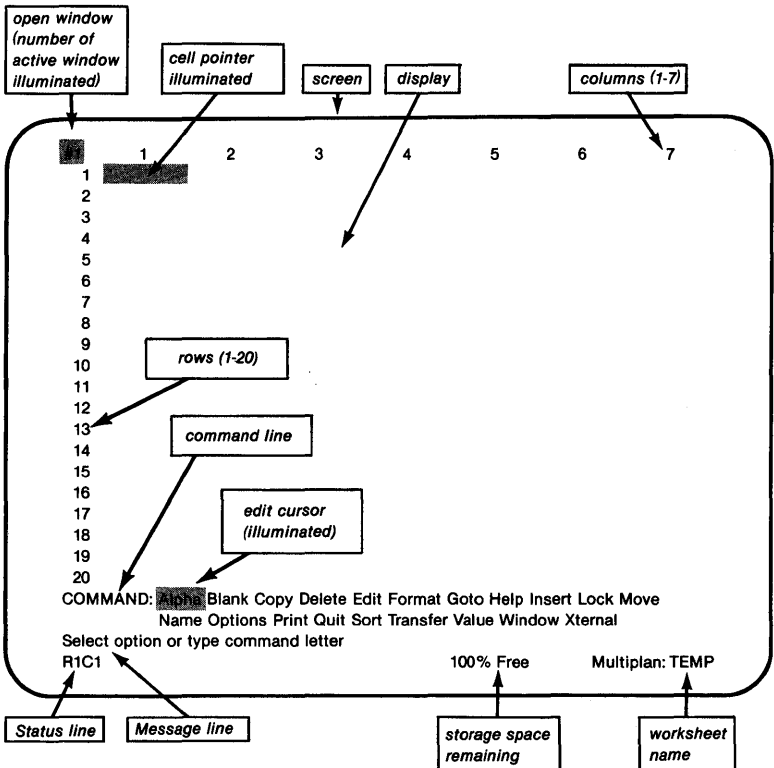 open window
(number of
active window
illuminated)
cell pointer
illuminated
screen
display
columns (1-7)
#1 1 2 3 4 5 6 7
1
2
3
4
5
6
7
8
9
10
11
12
13
14
15
16
17
18
19
20
rows (1-20)
command line
edit cursor
(illuminated)
COMMAND: Alpha Blank Copy Delete Edit Format Goto Help Insert Lock Move
Name Options Print Quit Sort Transfer Value Window Xternal
Select option or type command letter
R1C1 100% Free Multiplan: TEMP
Status line
Message line
storage space
remaining
worksheet
name